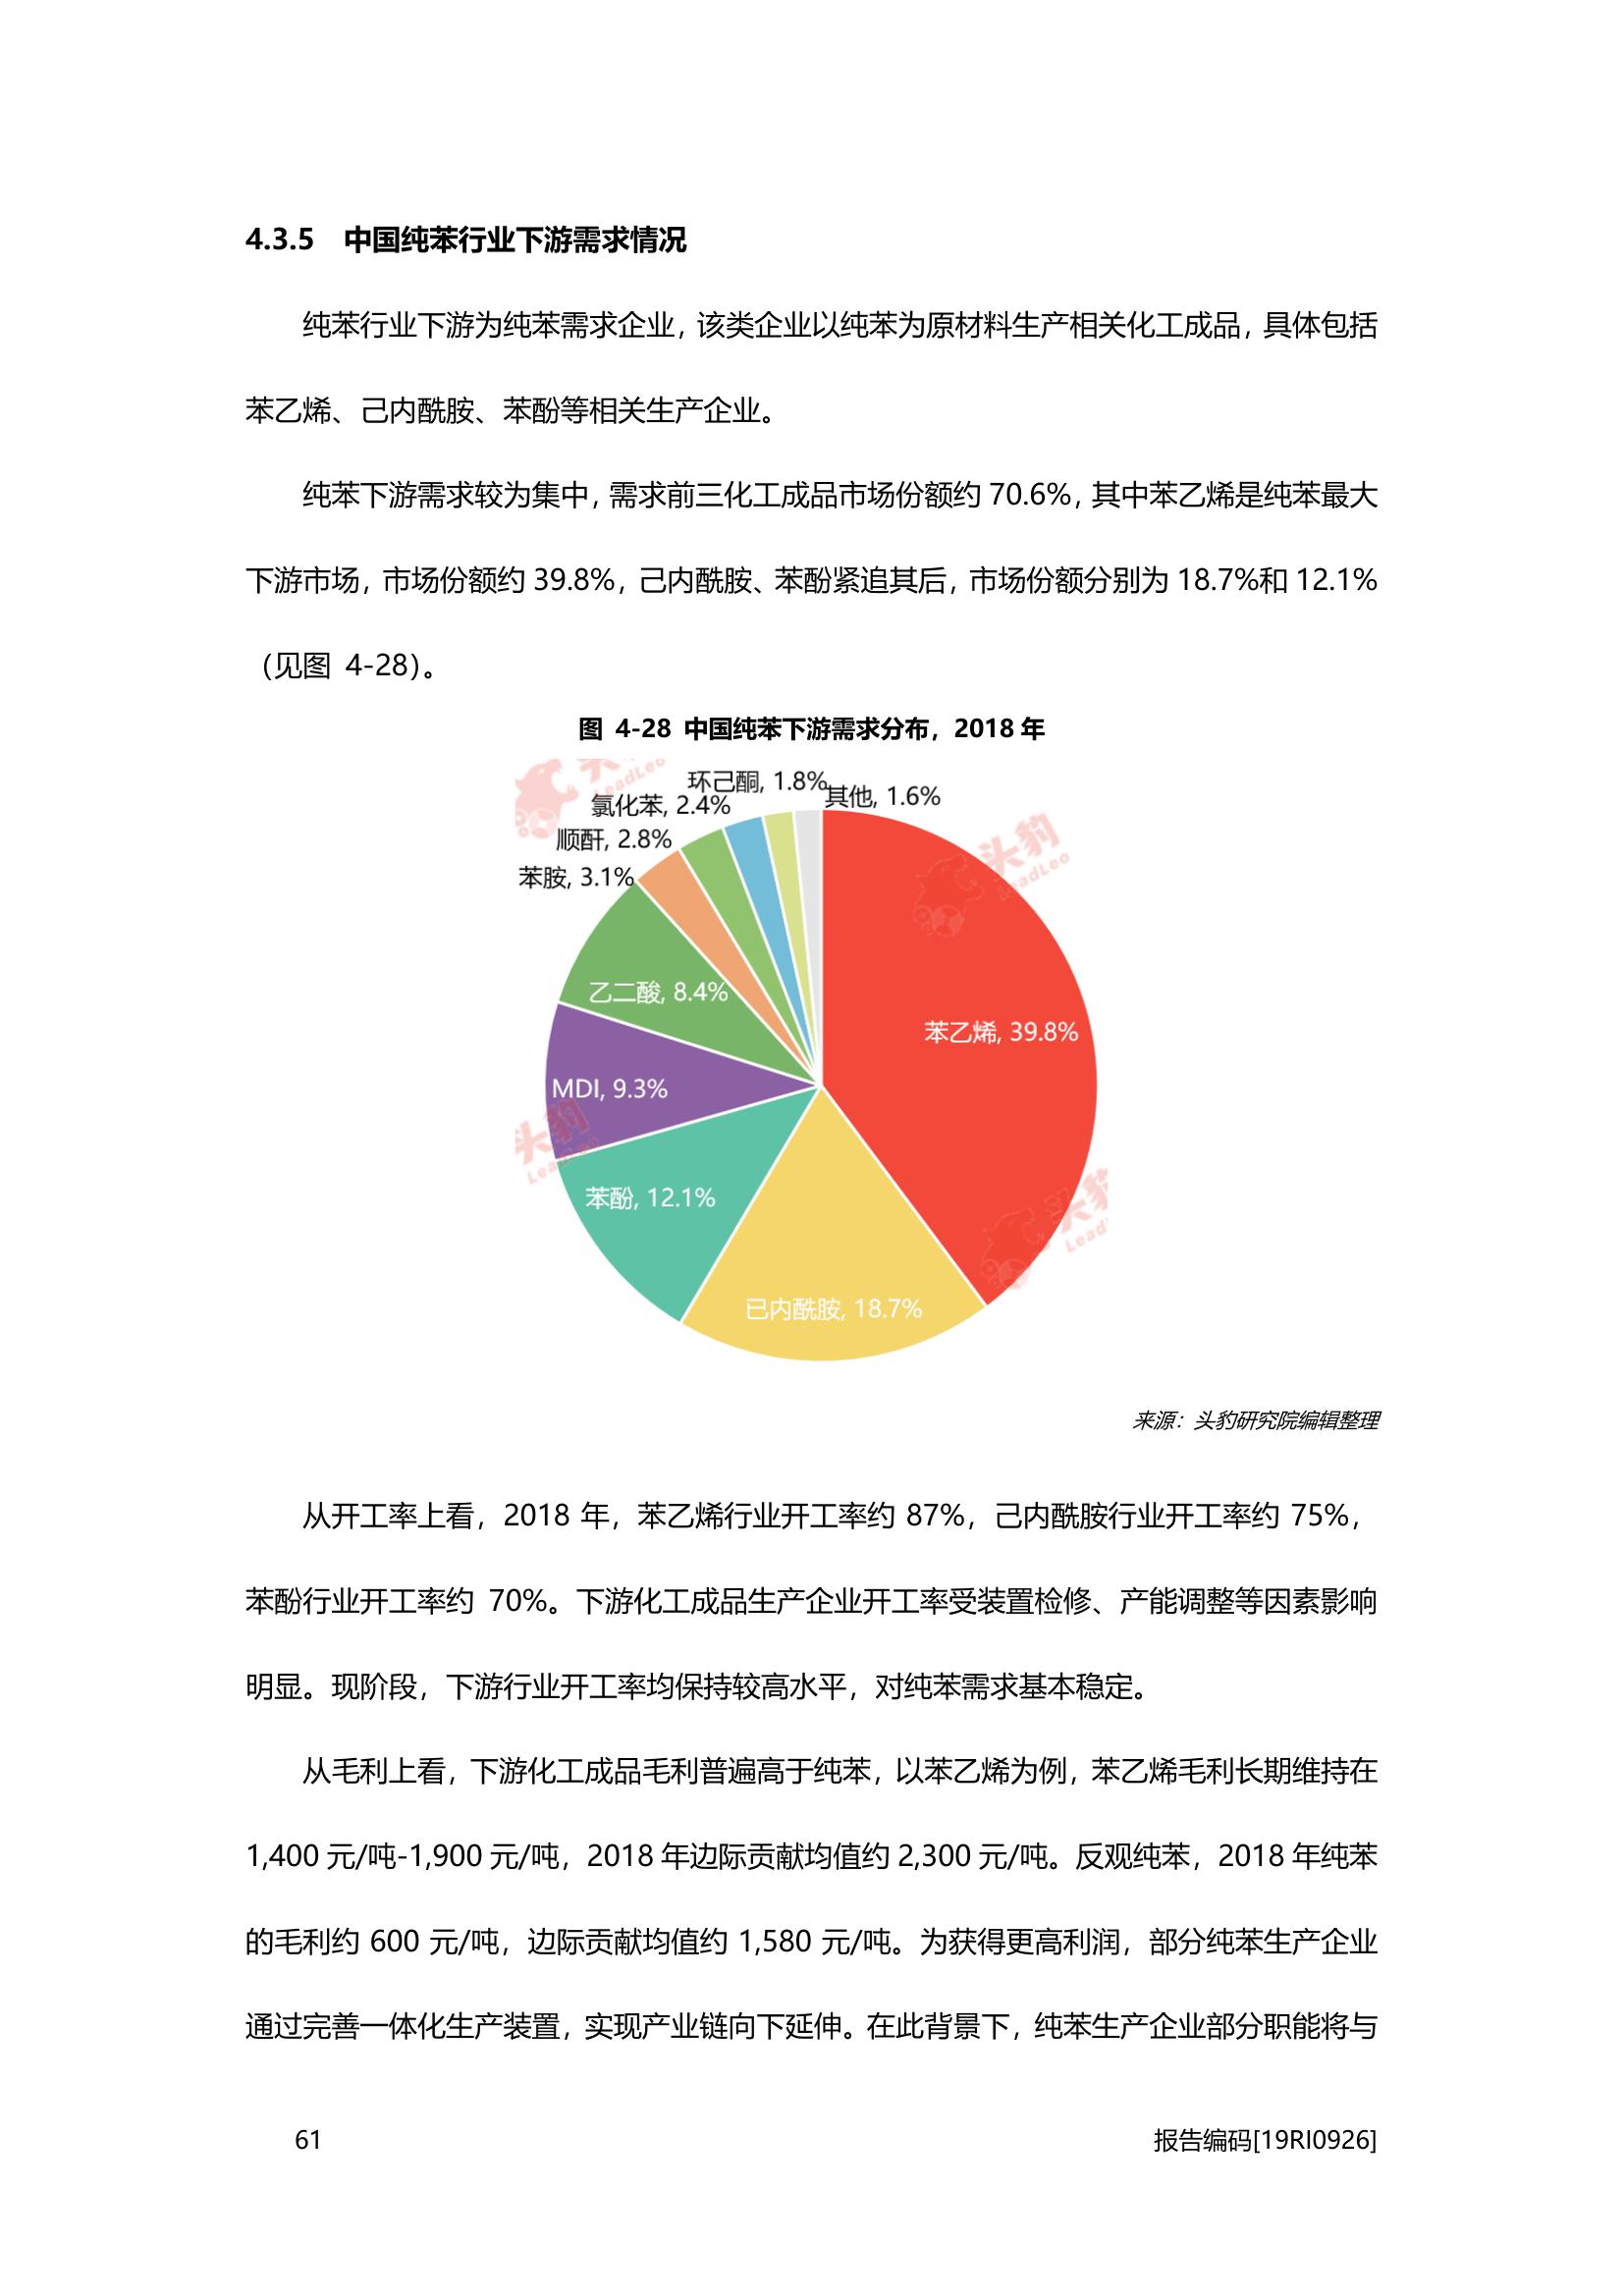 4.3.5 中国纯苯行业下游需求情况
纯苯行业下游为纯苯需求企业，该类企业以纯苯为原材料生产相关化工成品，具体包括
苯乙烯、己内酰胺、苯酚等相关生产企业。
纯苯下游需求较为集中，需求前三化工成品市场份额约 70.6%，其中苯乙烯是纯苯最大
下游市场，市场份额约 39.8%，己内酰胺、苯酚紧追其后，市场份额分别为 18.7%和 12.1%
（见图 4-28）。
图 4-28 中国纯苯下游需求分布，2018 年
环己酮, 1.8%
其他, 1.6%
氯化苯, 2.4%
顺酐, 2.8%
苯胺, 3.1%
乙二酸, 8.4%
苯乙烯, 39.8%
MDI, 9.3%
苯酚, 12.1%
已内酰胺, 18.7%
头豹
LeadLeo
头豹
LeadLeo
头豹
LeadLeo
头豹
LeadLeo
来源：头豹研究院编辑整理
从开工率上看，2018 年，苯乙烯行业开工率约 87%，己内酰胺行业开工率约 75%，
苯酚行业开工率约 70%。下游化工成品生产企业开工率受装置检修、产能调整等因素影响
明显。现阶段，下游行业开工率均保持较高水平，对纯苯需求基本稳定。
从毛利上看，下游化工成品毛利普遍高于纯苯，以苯乙烯为例，苯乙烯毛利长期维持在
1,400 元/吨-1,900 元/吨，2018 年边际贡献均值约 2,300 元/吨。反观纯苯，2018 年纯苯
的毛利约 600 元/吨，边际贡献均值约 1,580 元/吨。为获得更高利润，部分纯苯生产企业
通过完善一体化生产装置，实现产业链向下延伸。在此背景下，纯苯生产企业部分职能将与
61
报告编码[19RI0926]